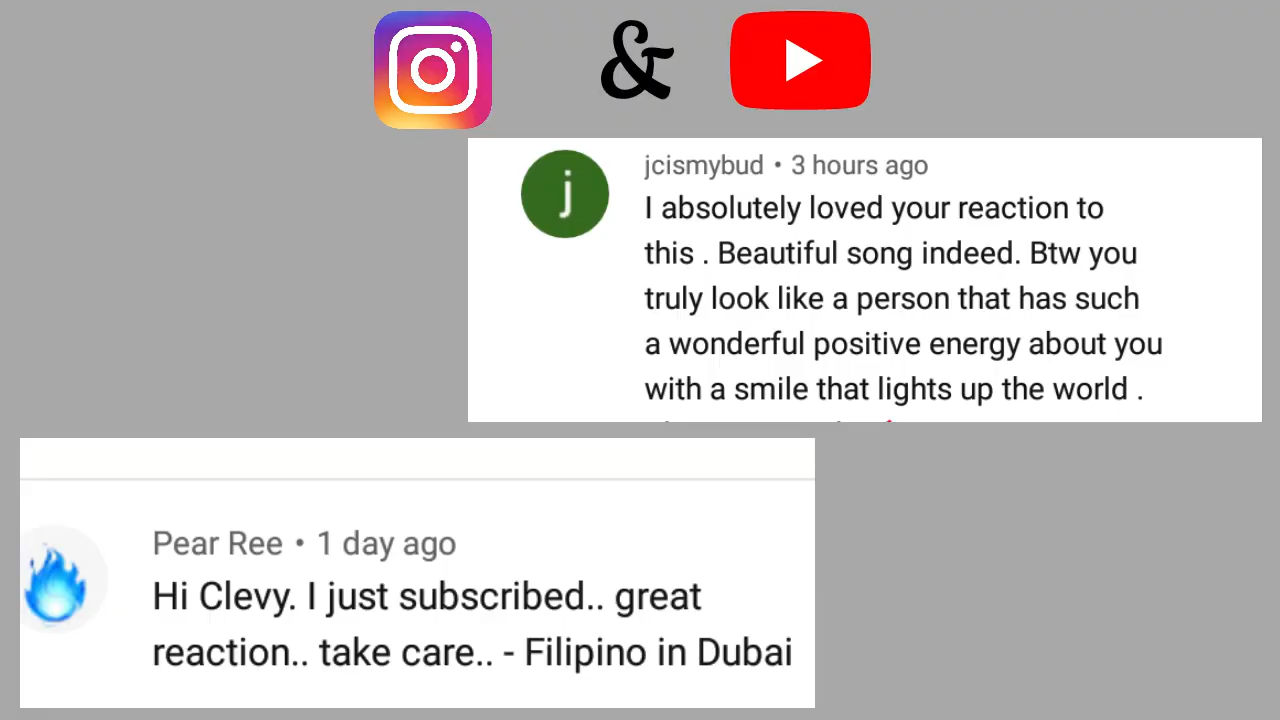 &
j
jcismybud • 3 hours ago
I absolutely loved your reaction to
this . Beautiful song indeed. Btw you
truly look like a person that has such
a wonderful positive energy about you
with a smile that lights up the world .
Pear Ree • 1 day ago
Hi Clevy. I just subscribed.. great
reaction.. take care.. - Filipino in Dubai